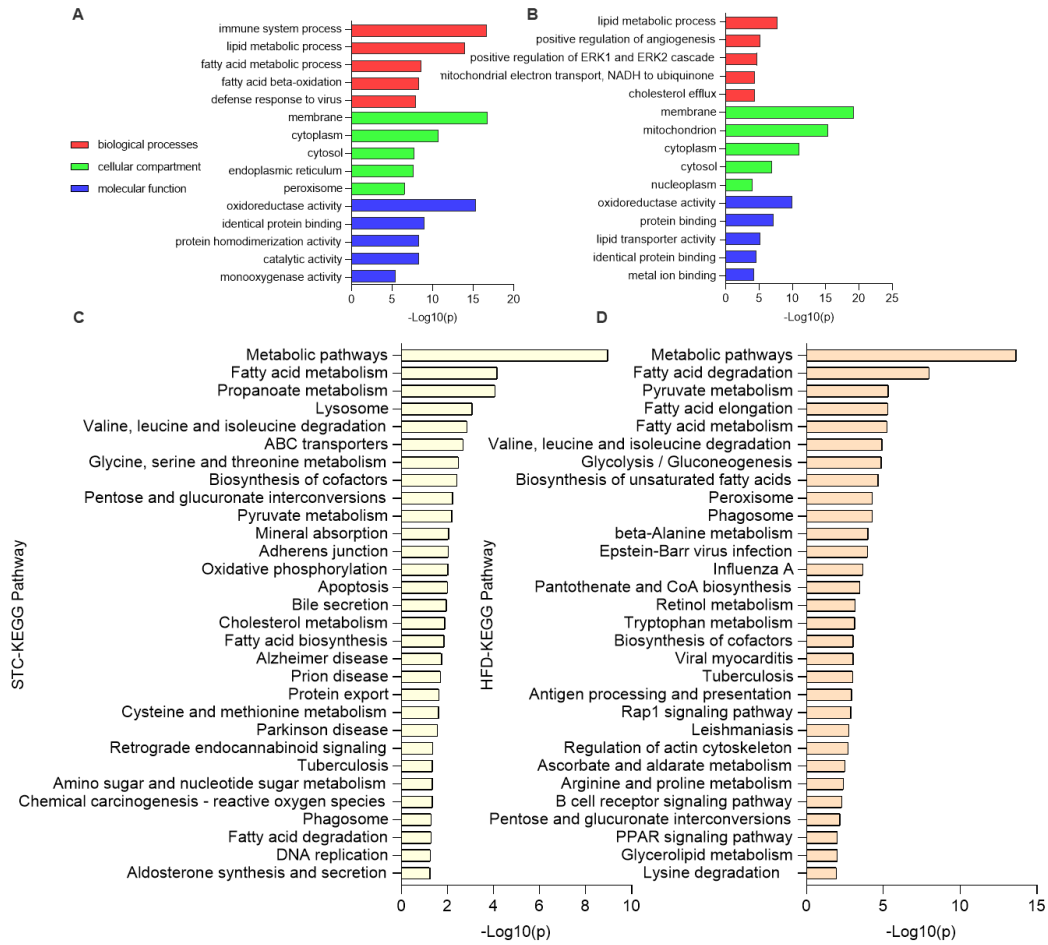 A
immune system process
lipid metabolic process
fatty acid metabolic process
fatty acid beta-oxidation
defense response to virus
membrane
cytoplasm
cytosol
endoplasmic reticulum
peroxisome
oxidoreductase activity
identical protein binding
protein homodimerization activity
catalytic activity
monooxygenase activity
0 5 10 15 20
-Log10(p)
biological processes
cellular compartment
molecular function
B
lipid metabolic process
positive regulation of angiogenesis
positive regulation of ERK1 and ERK2 cascade
mitochondrial electron transport, NADH to ubiquinone
cholesterol efflux
membrane
mitochondrion
cytoplasm
cytosol
nucleoplasm
oxidoreductase activity
protein binding
lipid transporter activity
identical protein binding
metal ion binding
0 5 10 15 20 25
-Log10(p)
C
STC-KEGG Pathway
Metabolic pathways
Fatty acid metabolism
Propanoate metabolism
Lysosome
Valine, leucine and isoleucine degradation
ABC transporters
Glycine, serine and threonine metabolism
Biosynthesis of cofactors
Pentose and glucuronate interconversions
Pyruvate metabolism
Mineral absorption
Adherens junction
Oxidative phosphorylation
Apoptosis
Bile secretion
Cholesterol metabolism
Fatty acid biosynthesis
Alzheimer disease
Prion disease
Protein export
Cysteine and methionine metabolism
Parkinson disease
Retrograde endocannabinoid signaling
Tuberculosis
Amino sugar and nucleotide sugar metabolism
Chemical carcinogenesis - reactive oxygen species
Phagosome
Fatty acid degradation
DNA replication
Aldosterone synthesis and secretion
0 2 4 6 8 10
-Log10(p)
D
HFD-KEGG Pathway
Metabolic pathways
Fatty acid degradation
Pyruvate metabolism
Fatty acid elongation
Fatty acid metabolism
Valine, leucine and isoleucine degradation
Glycolysis / Gluconeogenesis
Biosynthesis of unsaturated fatty acids
Peroxisome
Phagosome
beta-Alanine metabolism
Epstein-Barr virus infection
Influenza A
Pantothenate and CoA biosynthesis
Retinol metabolism
Tryptophan metabolism
Biosynthesis of cofactors
Viral myocarditis
Tuberculosis
Antigen processing and presentation
Rap1 signaling pathway
Leishmaniasis
Regulation of actin cytoskeleton
Ascorbate and aldarate metabolism
Arginine and proline metabolism
B cell receptor signaling pathway
Pentose and glucuronate interconversions
PPAR signaling pathway
Glycerolipid metabolism
Lysine degradation
0 5 10 15
-Log10(p)